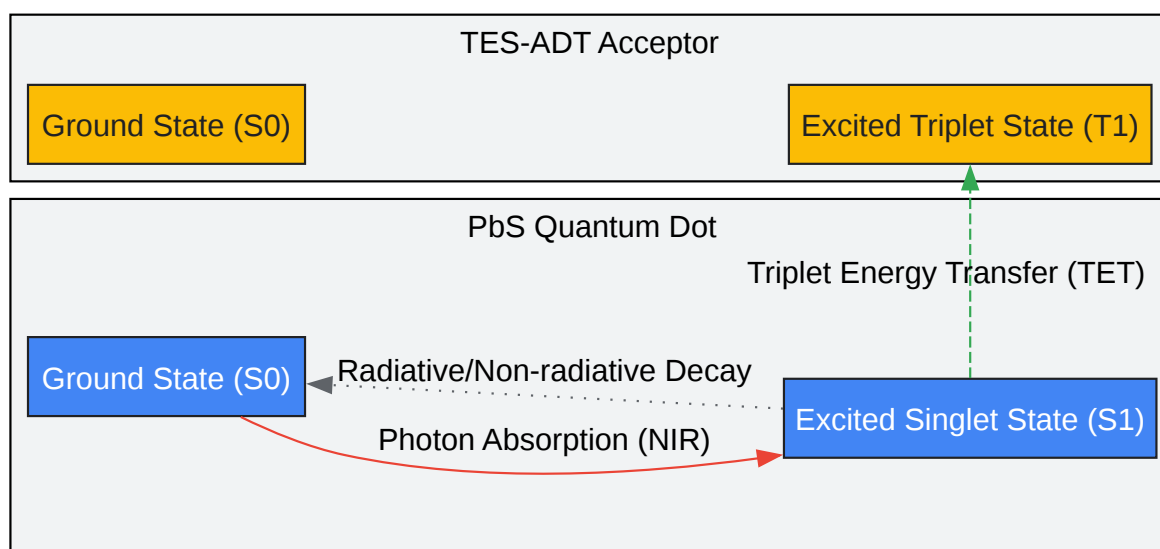 TES-ADT Acceptor
Ground State (S0)
Excited Triplet State (T1)
PbS Quantum Dot
Triplet Energy Transfer (TET)
Ground State (S0)
Radiative/Non-radiative Decay
Excited Singlet State (S1)
Photon Absorption (NIR)